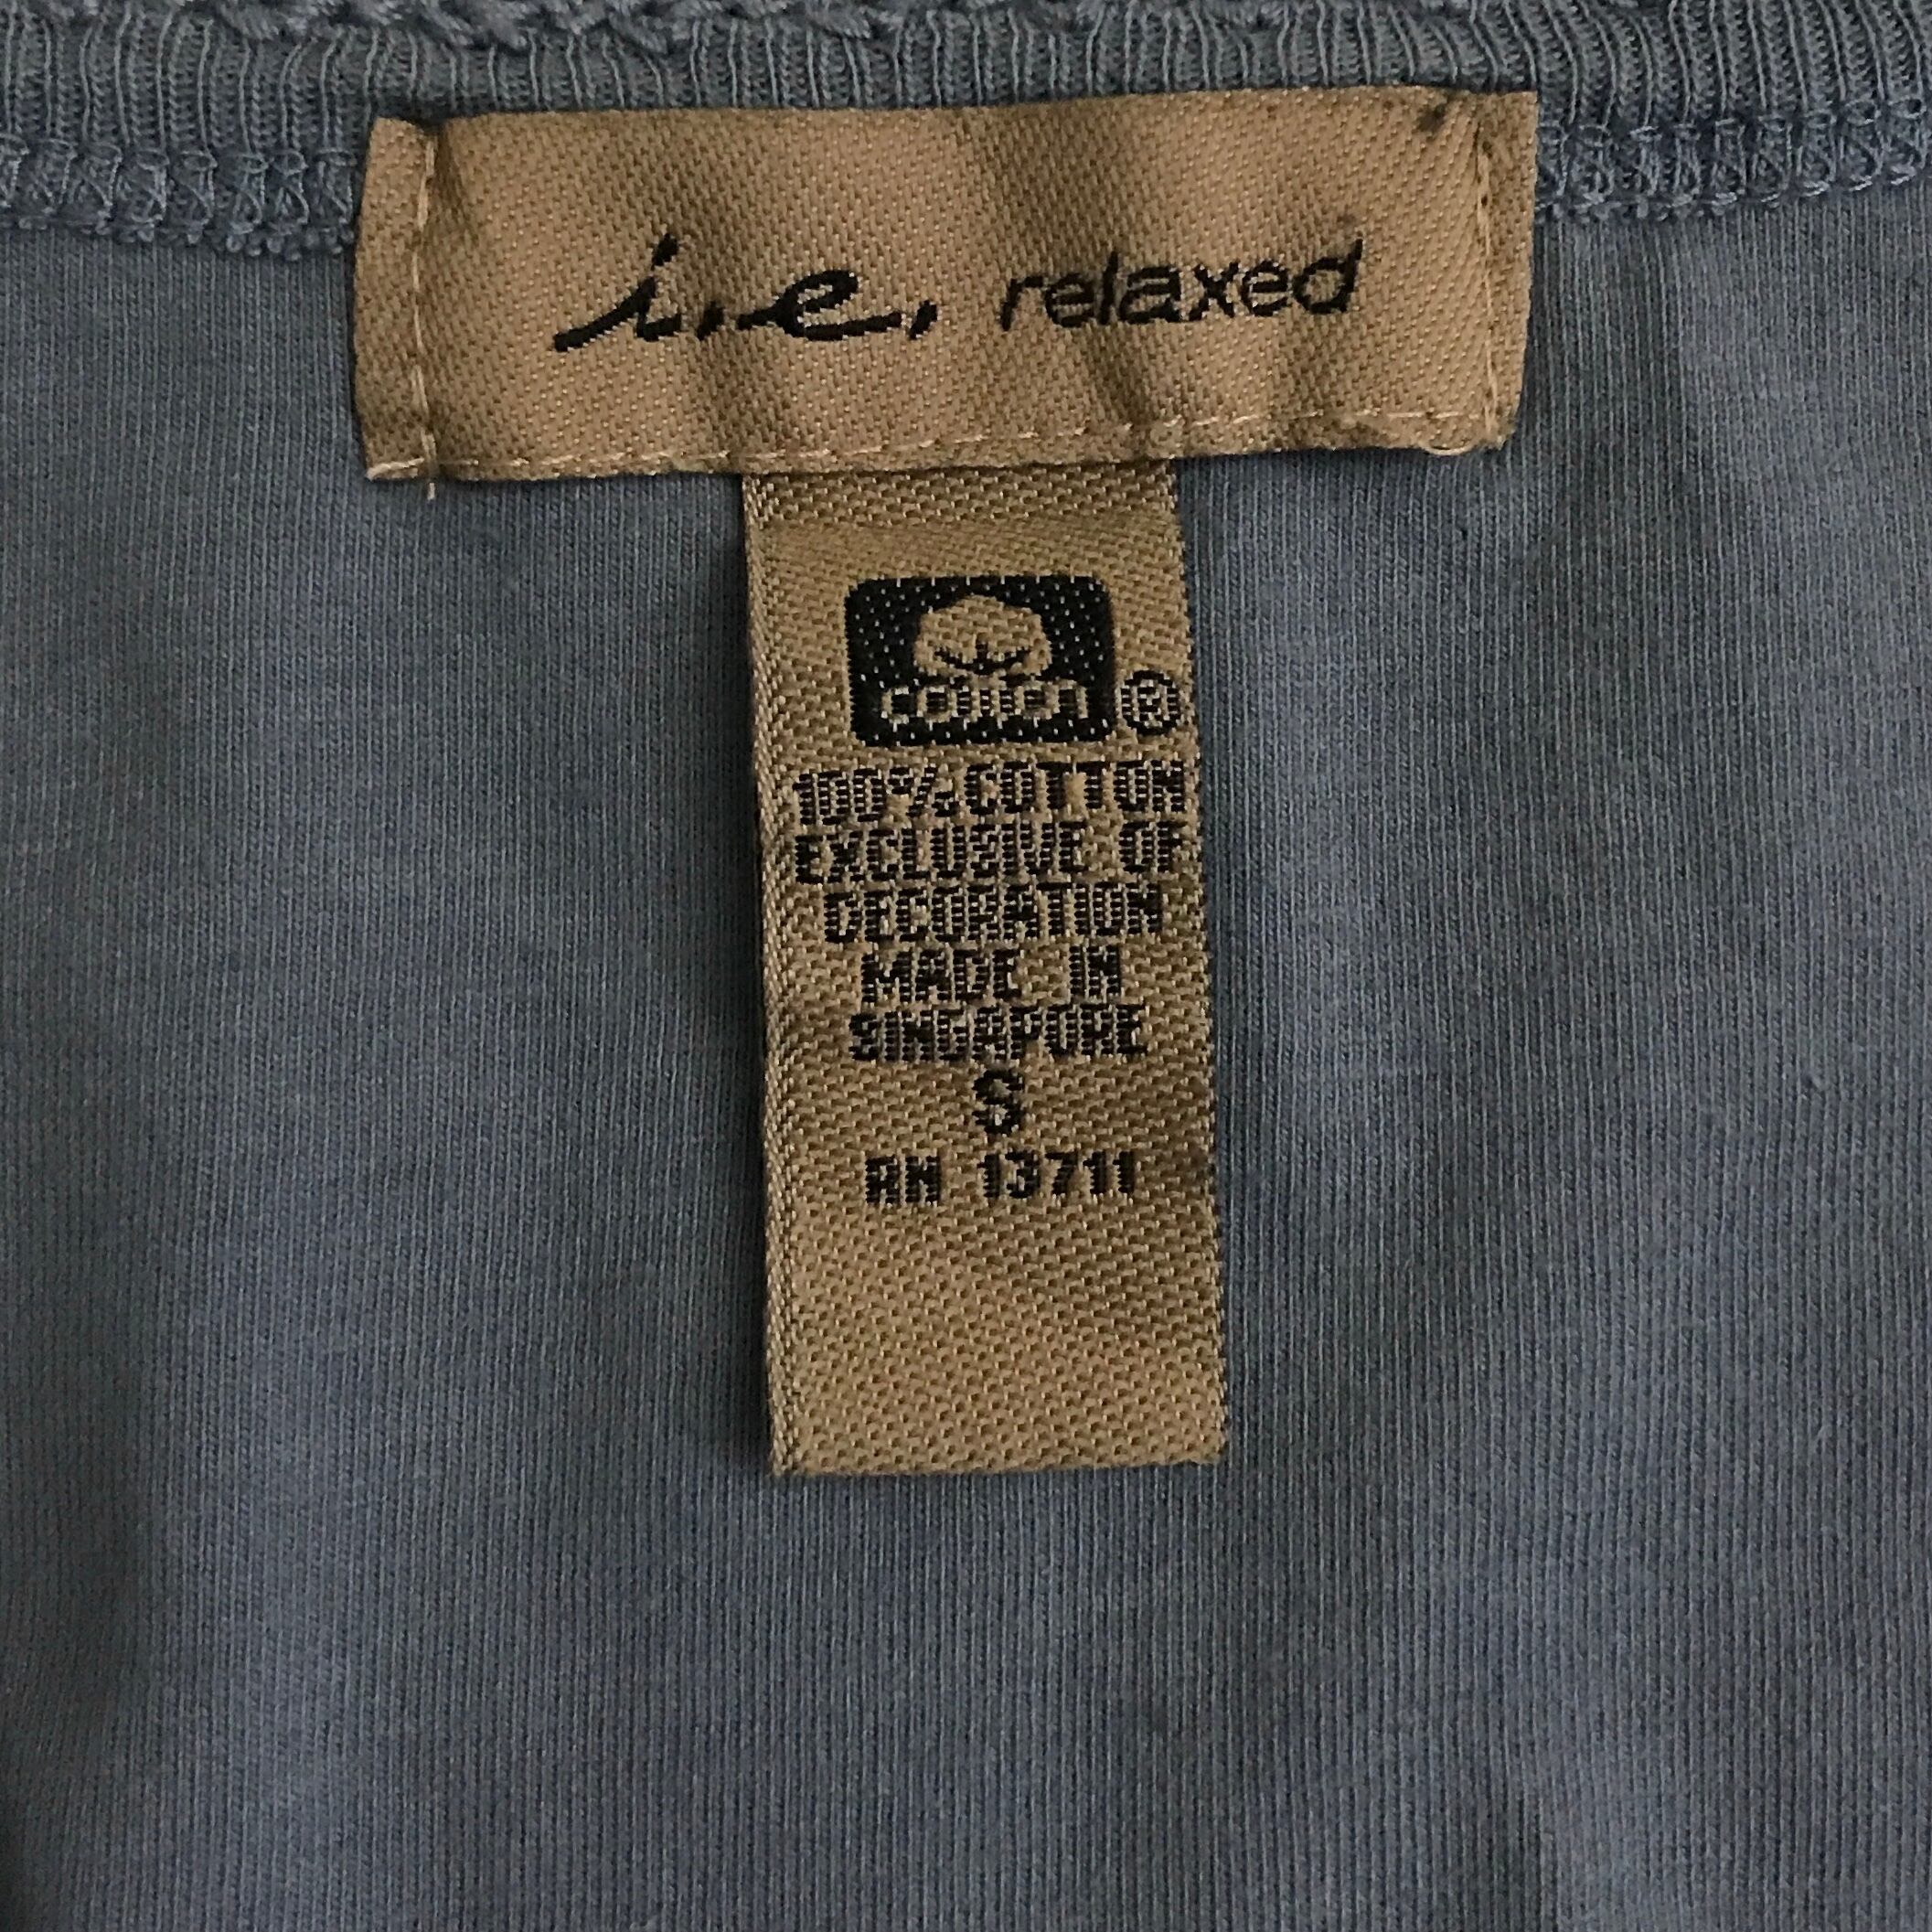 i.e. relaxed
COTTON ®
100% COTTON
EXCLUSIVE OF
DECORATION
MADE IN
SINGAPORE
S
RN 13711